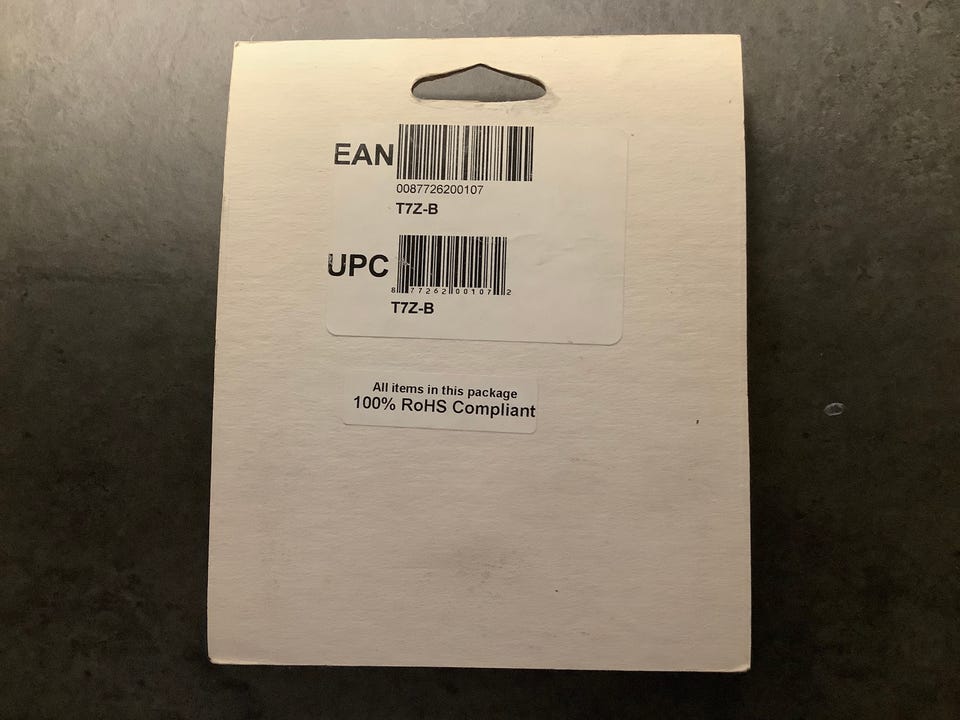 EAN
0087726200107
T7Z-B
UPC
8 77262 00107 2
T7Z-B
All items in this package
100% RoHS Compliant